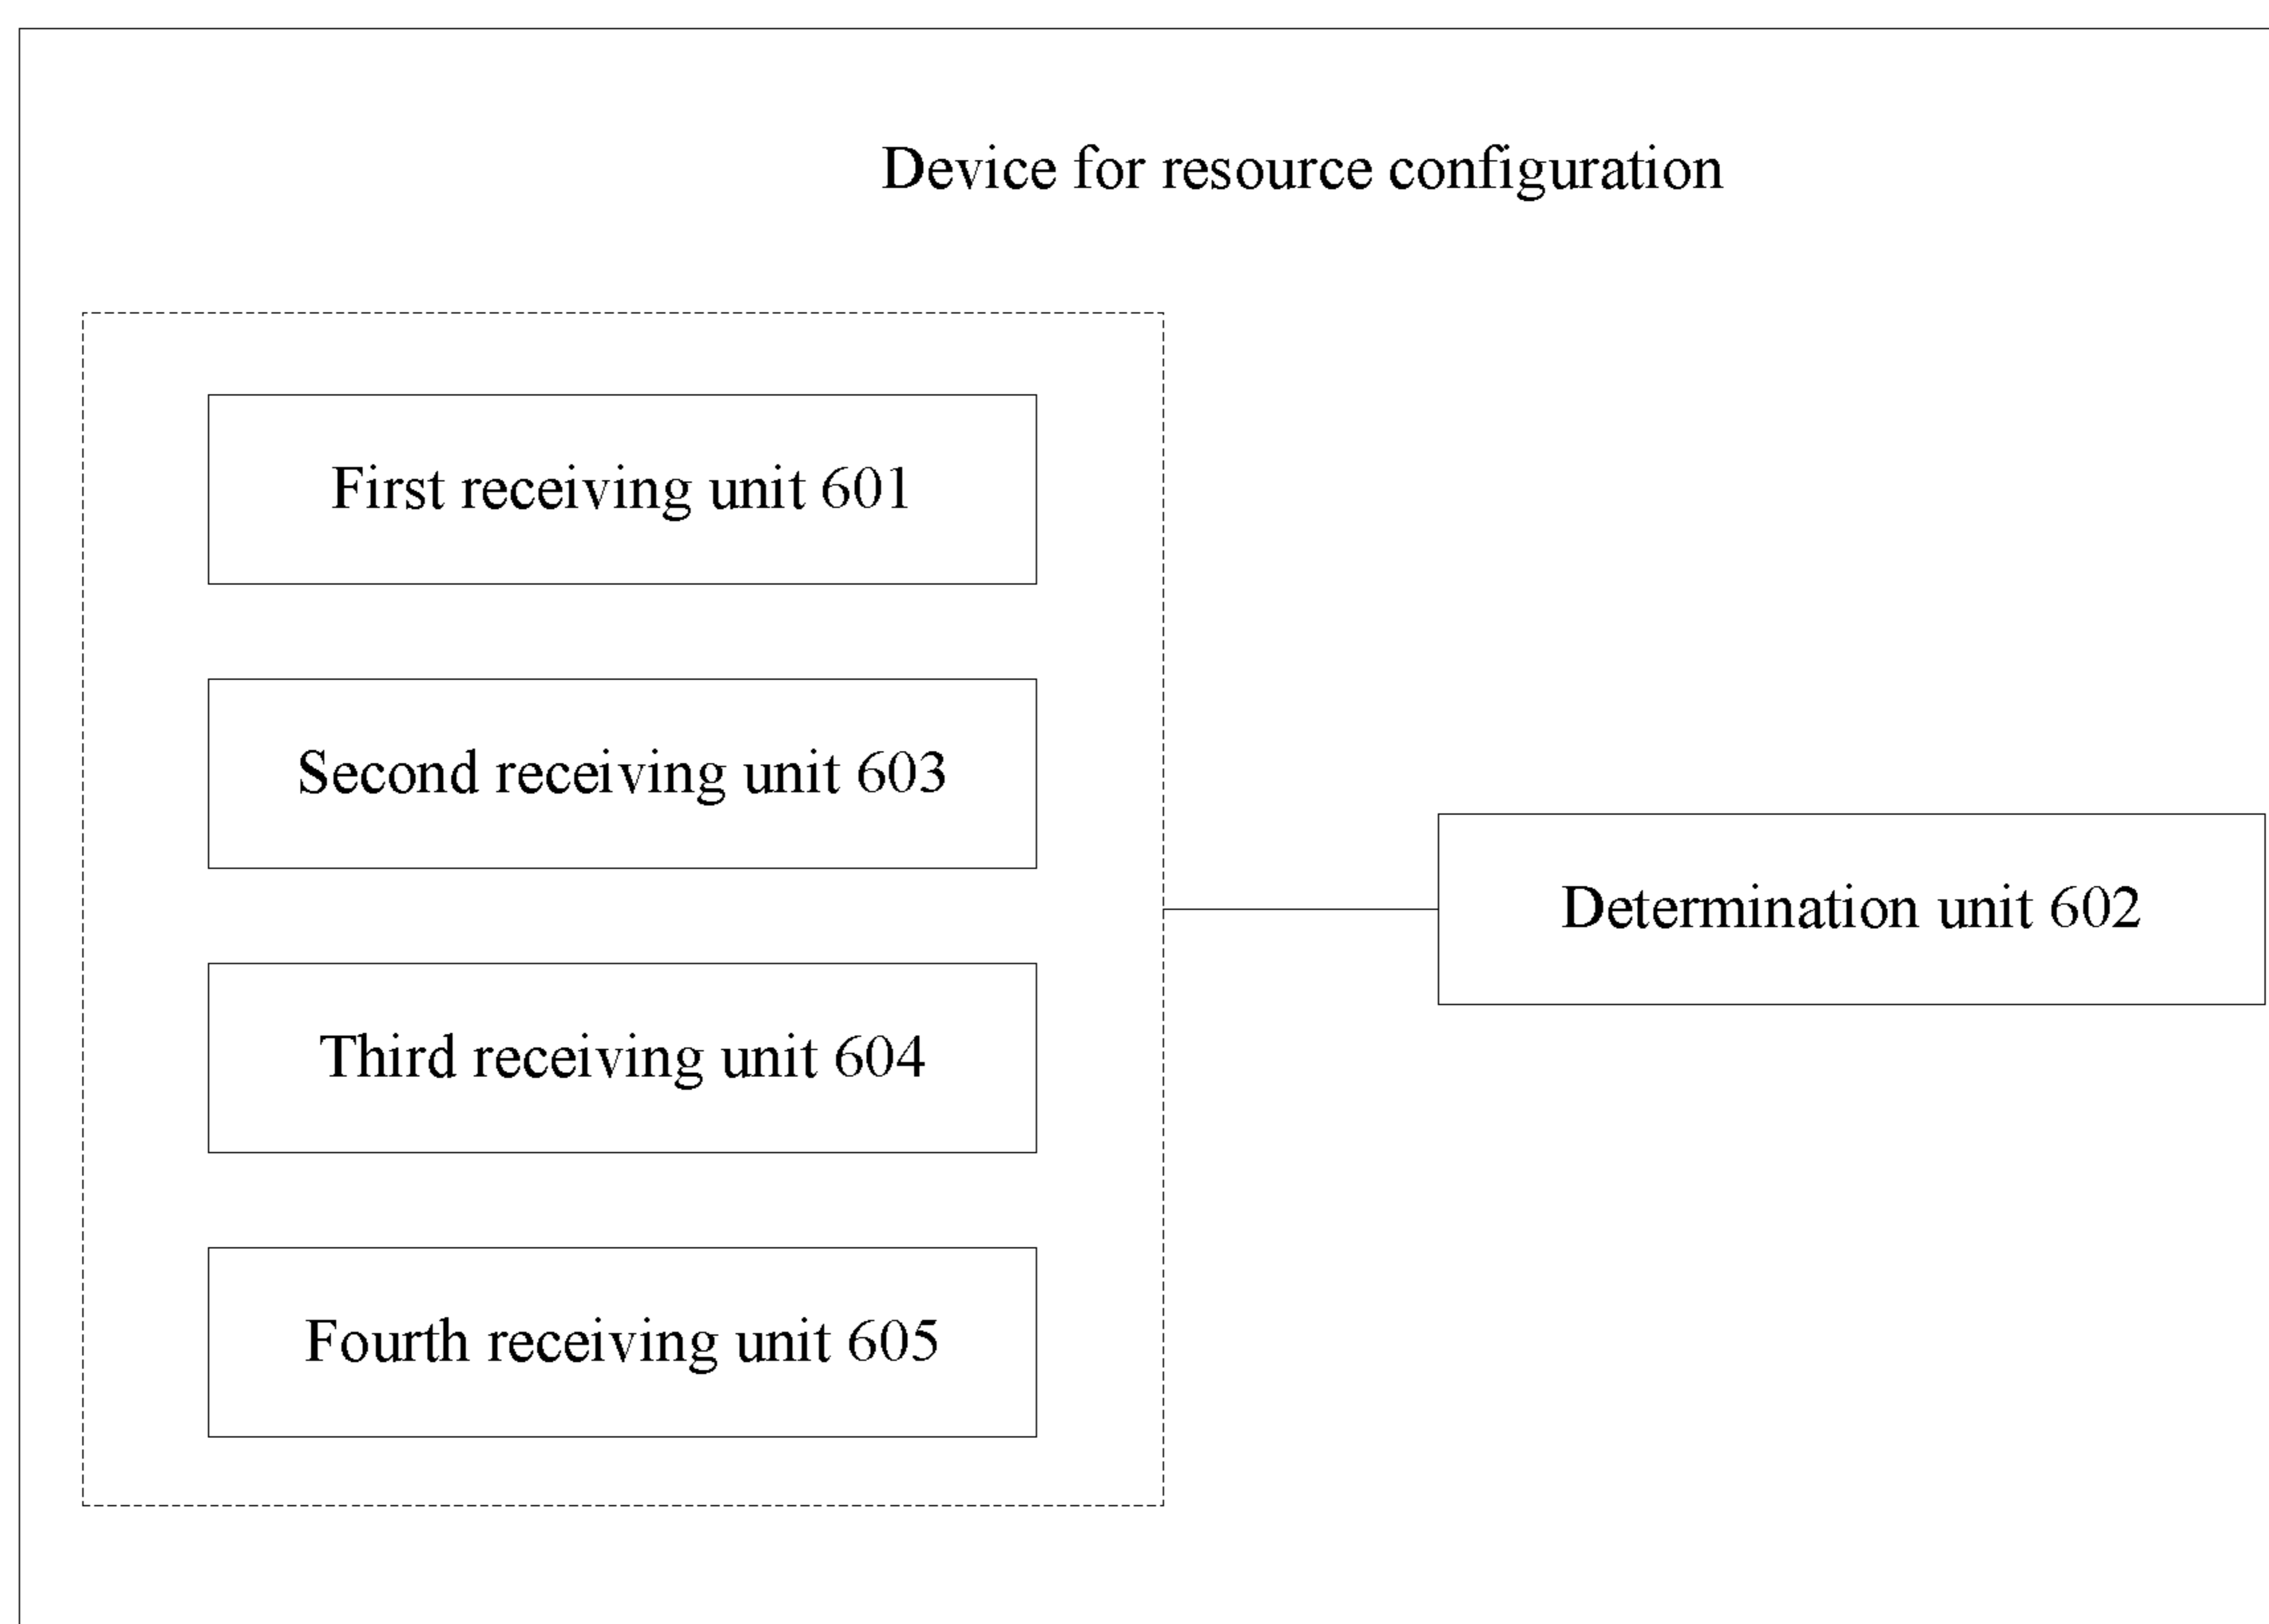 Device for resource configuration
First receiving unit 601
Second receiving unit 603
Third receiving unit 604
Fourth receiving unit 605
Determination unit 602